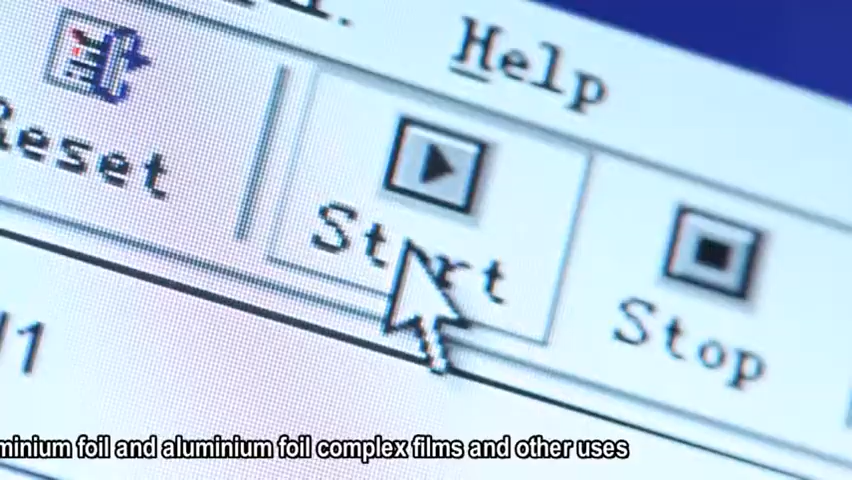 Help
Reset
Start
Stop
minium foil and aluminium foil complex films and other uses